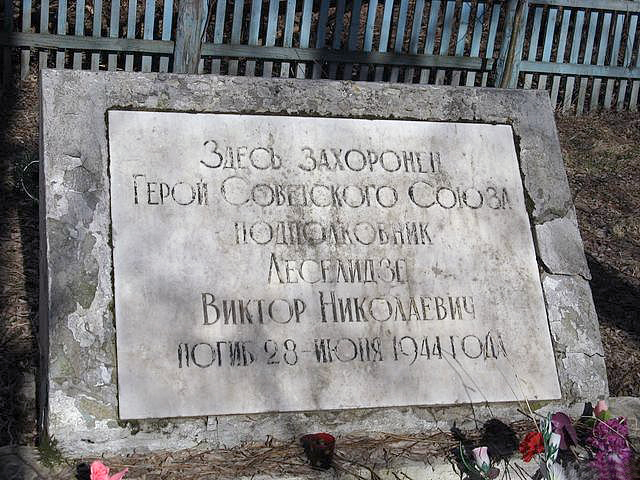 Здесь захоронен
Герой Советского Союза
подполковник
Леселидзе
Виктор Николаевич
погиб 28-июня 1944 года